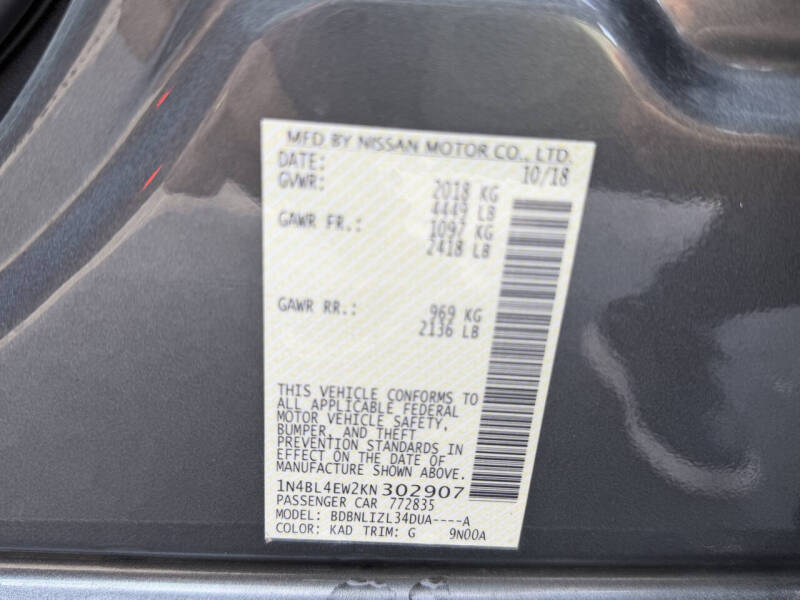 MFD BY NISSAN MOTOR CO., LTD.
DATE: 10/18
GVWR: 2018 KG
4449 LB
GAWR FR.: 1097 KG
2418 LB
GAWR RR.: 969 KG
2136 LB
THIS VEHICLE CONFORMS TO
ALL APPLICABLE FEDERAL
MOTOR VEHICLE SAFETY,
BUMPER, AND THEFT
PREVENTION STANDARDS IN
EFFECT ON THE DATE OF
MANUFACTURE SHOWN ABOVE.
1N4BL4EW2KN302907
PASSENGER CAR 772835
MODEL: BDBNLIZL34DUA----A
COLOR: KAD TRIM: G 9N00A